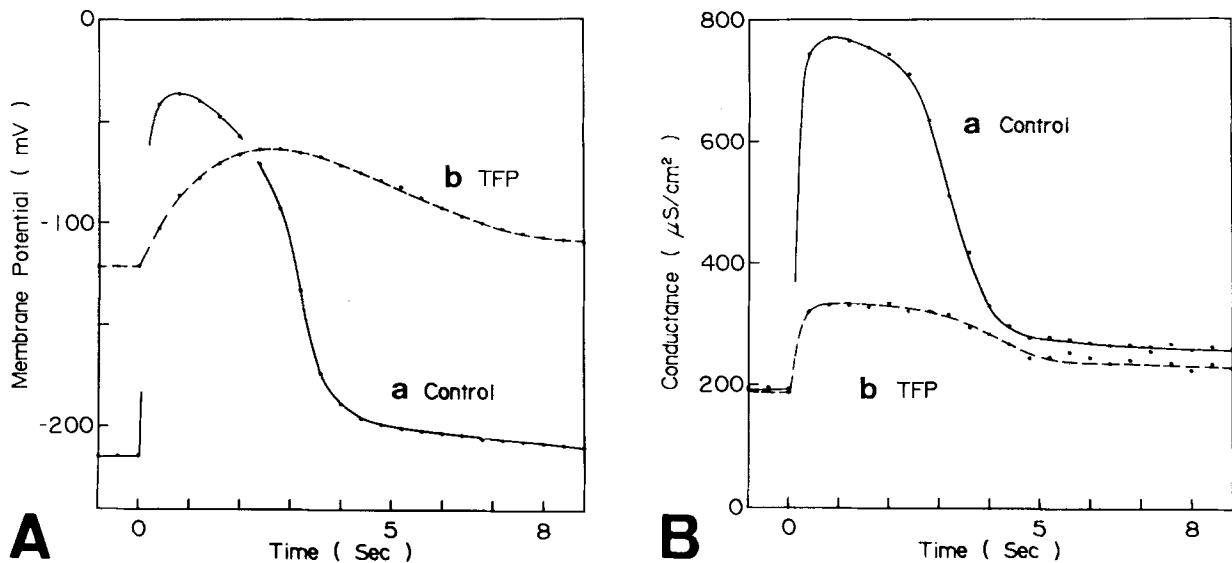 0
-100
-200
Membrane Potential ( mV )
a Control
b TFP
0
5
8
Time ( Sec )
A
800
600
400
200
0
Conductance ( μS/cm² )
a Control
b TFP
0
5
8
Time ( Sec )
B